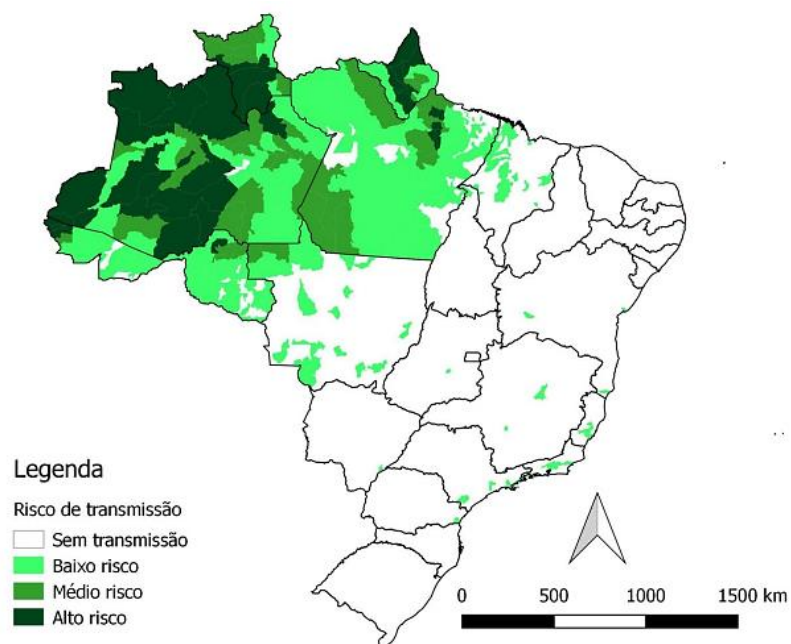 Legenda
Risco de transmissão
Sem transmissão
Baixo risco
Médio risco
Alto risco
0 500 1000 1500 km